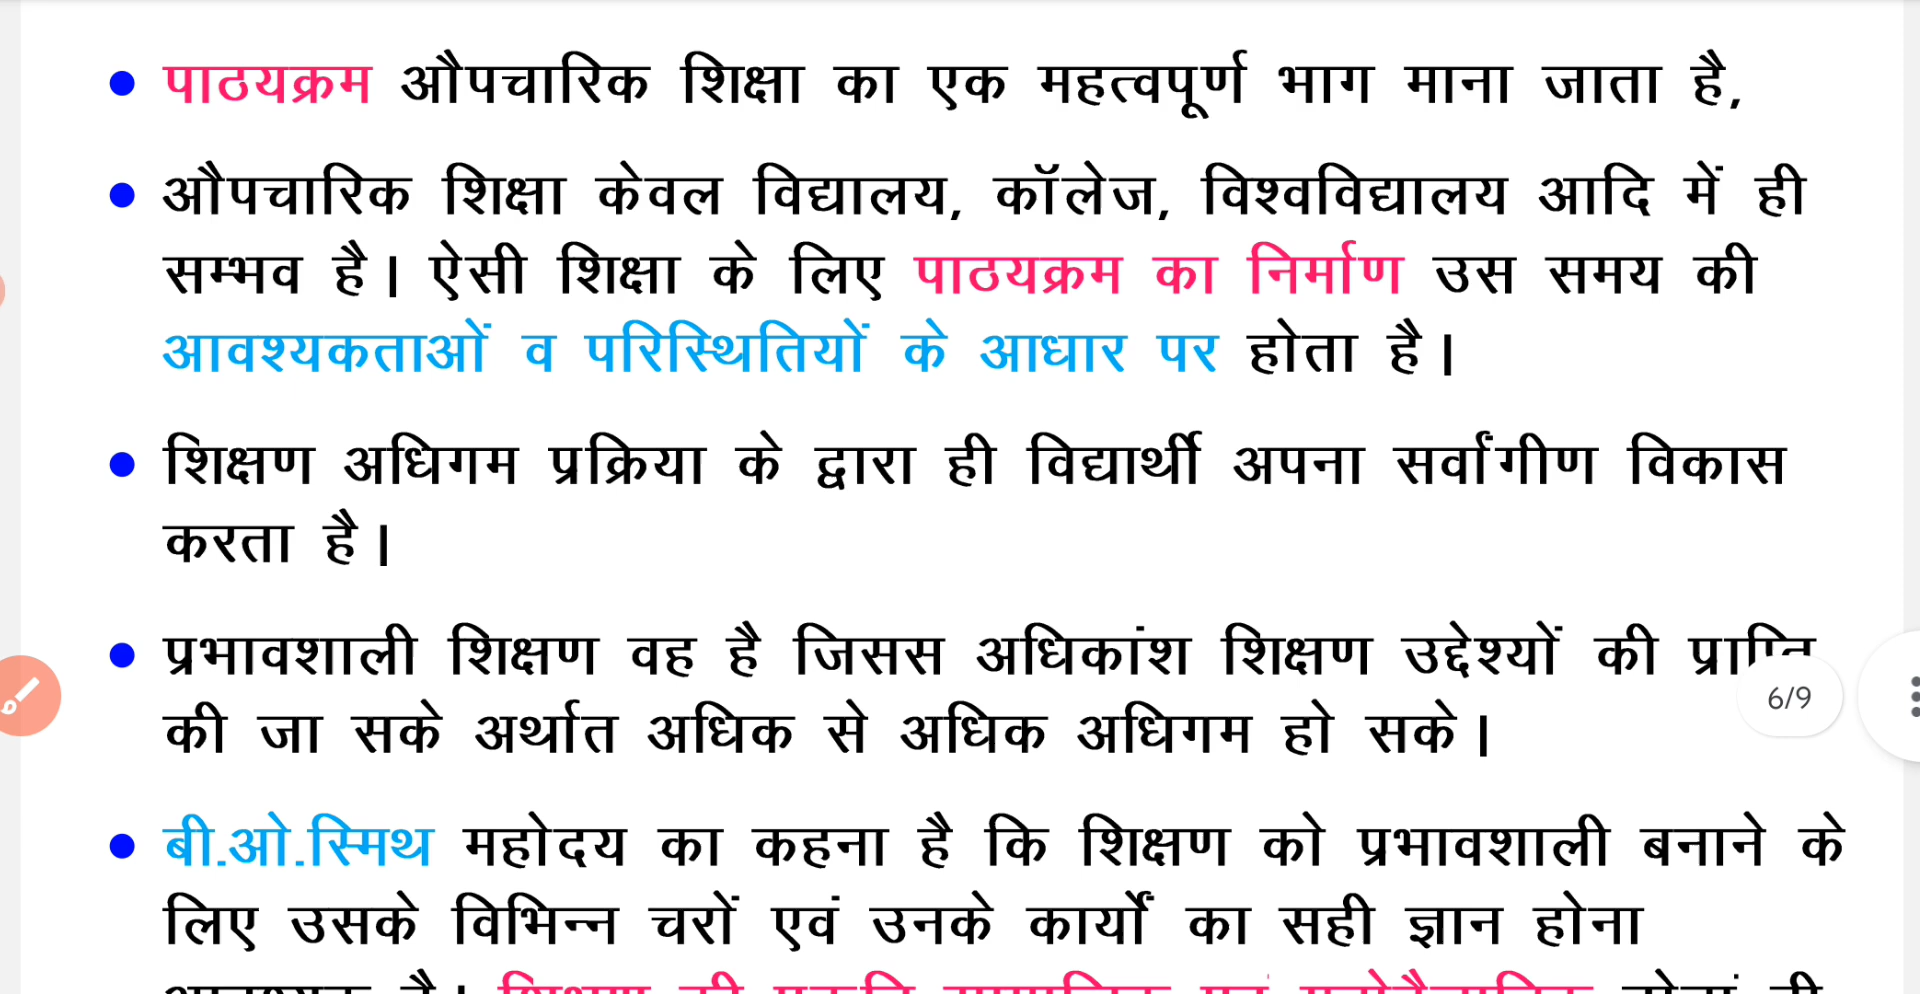 पाठयक्रम औपचारिक शिक्षा का एक महत्वपूर्ण भाग माना जाता है,
औपचारिक शिक्षा केवल विद्यालय, कॉलेज, विश्वविद्यालय आदि में ही
सम्भव है। ऐसी शिक्षा के लिए पाठयक्रम का निर्माण उस समय की
आवश्यकताओं व परिस्थितियों के आधार पर होता है।
शिक्षण अधिगम प्रक्रिया के द्वारा ही विद्यार्थी अपना सर्वांगीण विकास
करता है।
प्रभावशाली शिक्षण वह है जिसस अधिकांश शिक्षण उद्देश्यों की प्राप्ति
की जा सके अर्थात अधिक से अधिक अधिगम हो सके।
6/9
बी.ओ.स्मिथ महोदय का कहना है कि शिक्षण को प्रभावशाली बनाने के
लिए उसके विभिन्न चरों एवं उनके कार्यों का सही ज्ञान होना